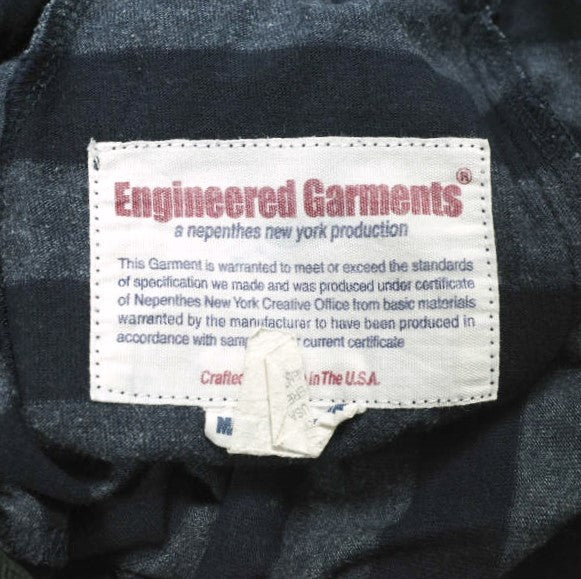 Engineered Garments®
a nepenthes new york production
This Garment is warranted to meet or exceed the standards
of specification we made and was produced under certificate
of Nepenthes New York Creative Office from basic materials
warranted by the manufacturer to have been produced in
accordance with sam current certificate
Crafted in The U.S.A.
M
USA